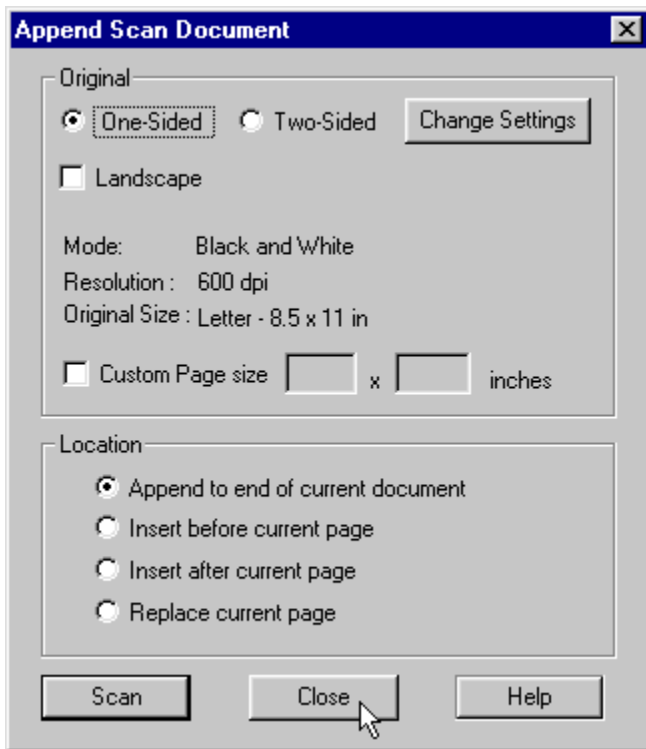 Append Scan Document
Original
One-Sided Two-Sided Change Settings
Landscape
Mode: Black and White
Resolution : 600 dpi
Original Size : Letter - 8.5 x 11 in
Custom Page size x inches
Location
Append to end of current document
Insert before current page
Insert after current page
Replace current page
Scan Close Help